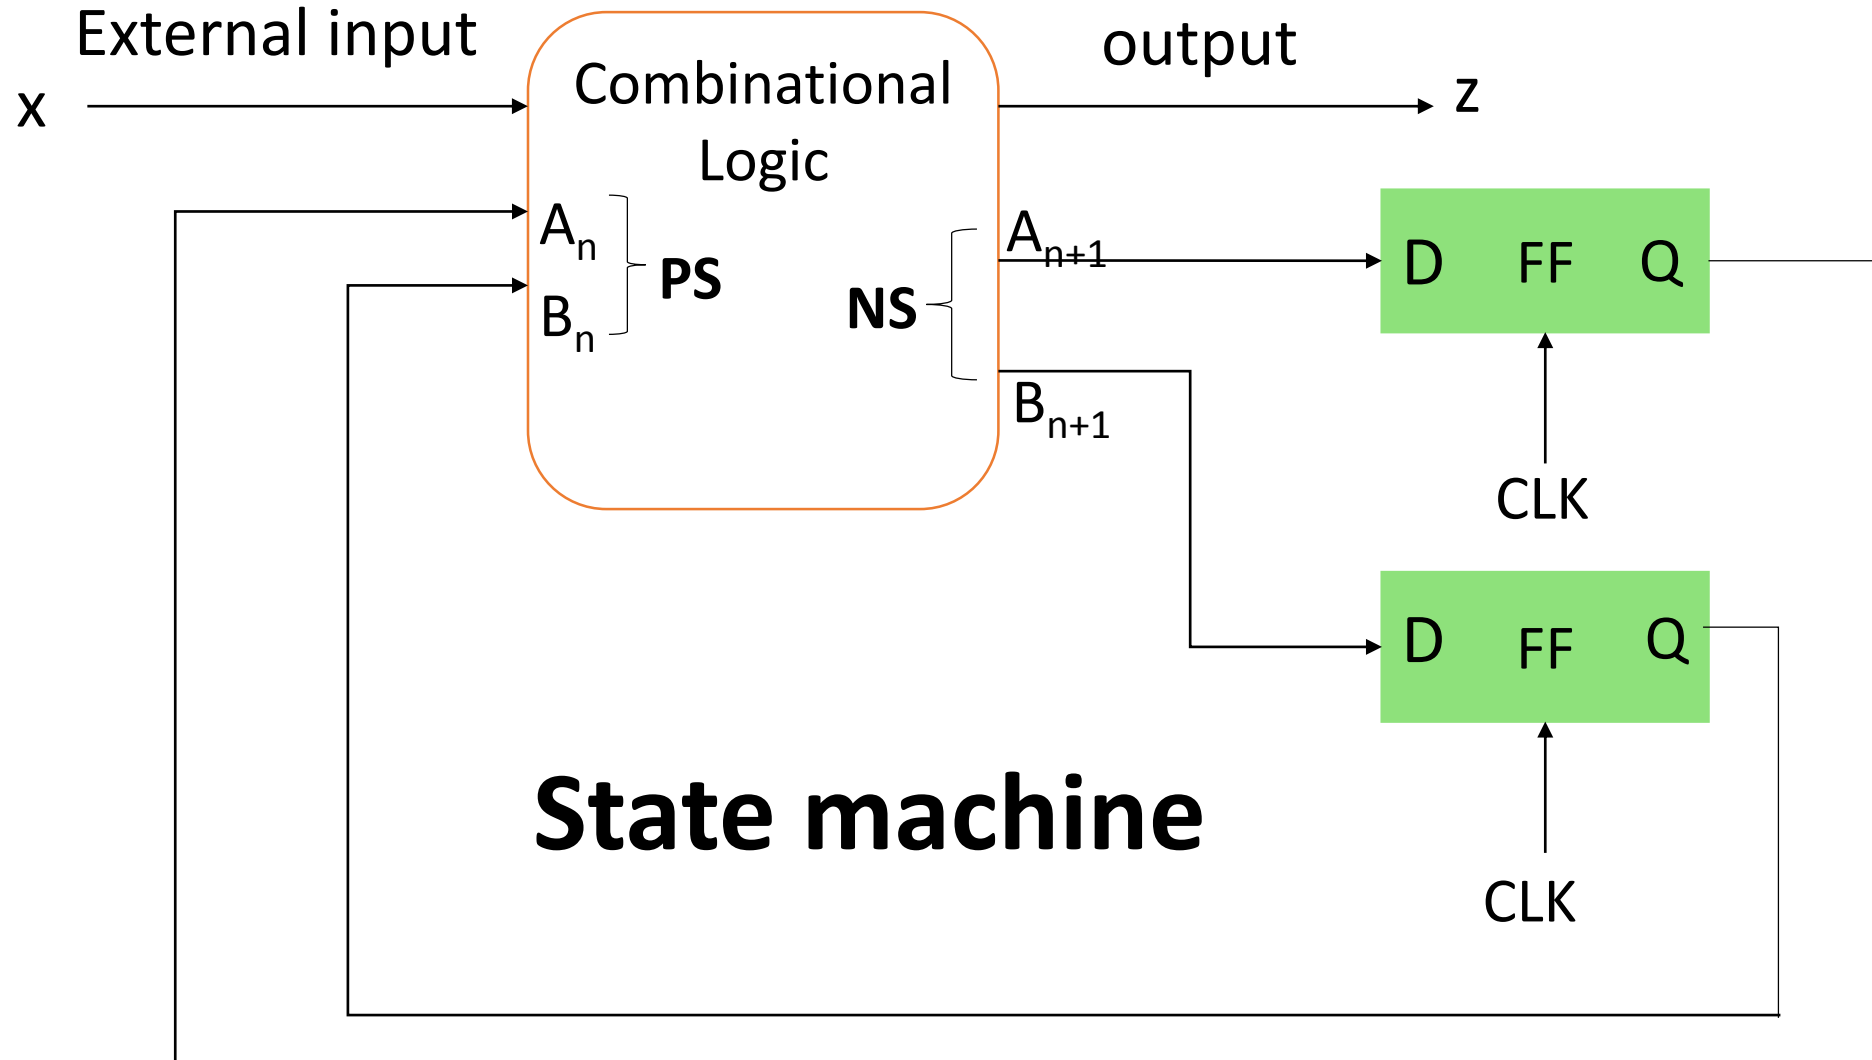 External input
x
Combinational
Logic
output
z
Aₙ
Bₙ
PS
NS
Aₙ₊₁
Bₙ₊₁
D FF Q
CLK
D FF Q
CLK
State machine